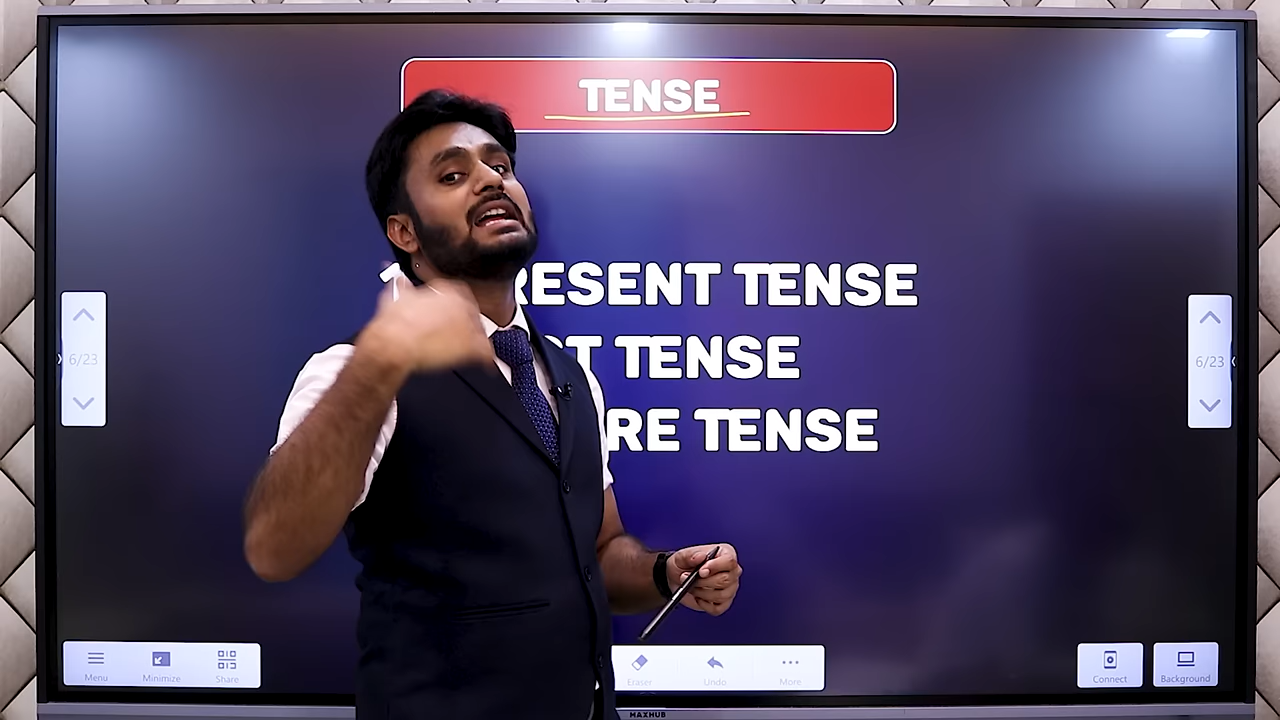 TENSE
RESENT TENSE
ST TENSE
RE TENSE
6/23
6/23
Menu
Minimize
Share
Eraser
Undo
More
Connect
Background
MAXHUB